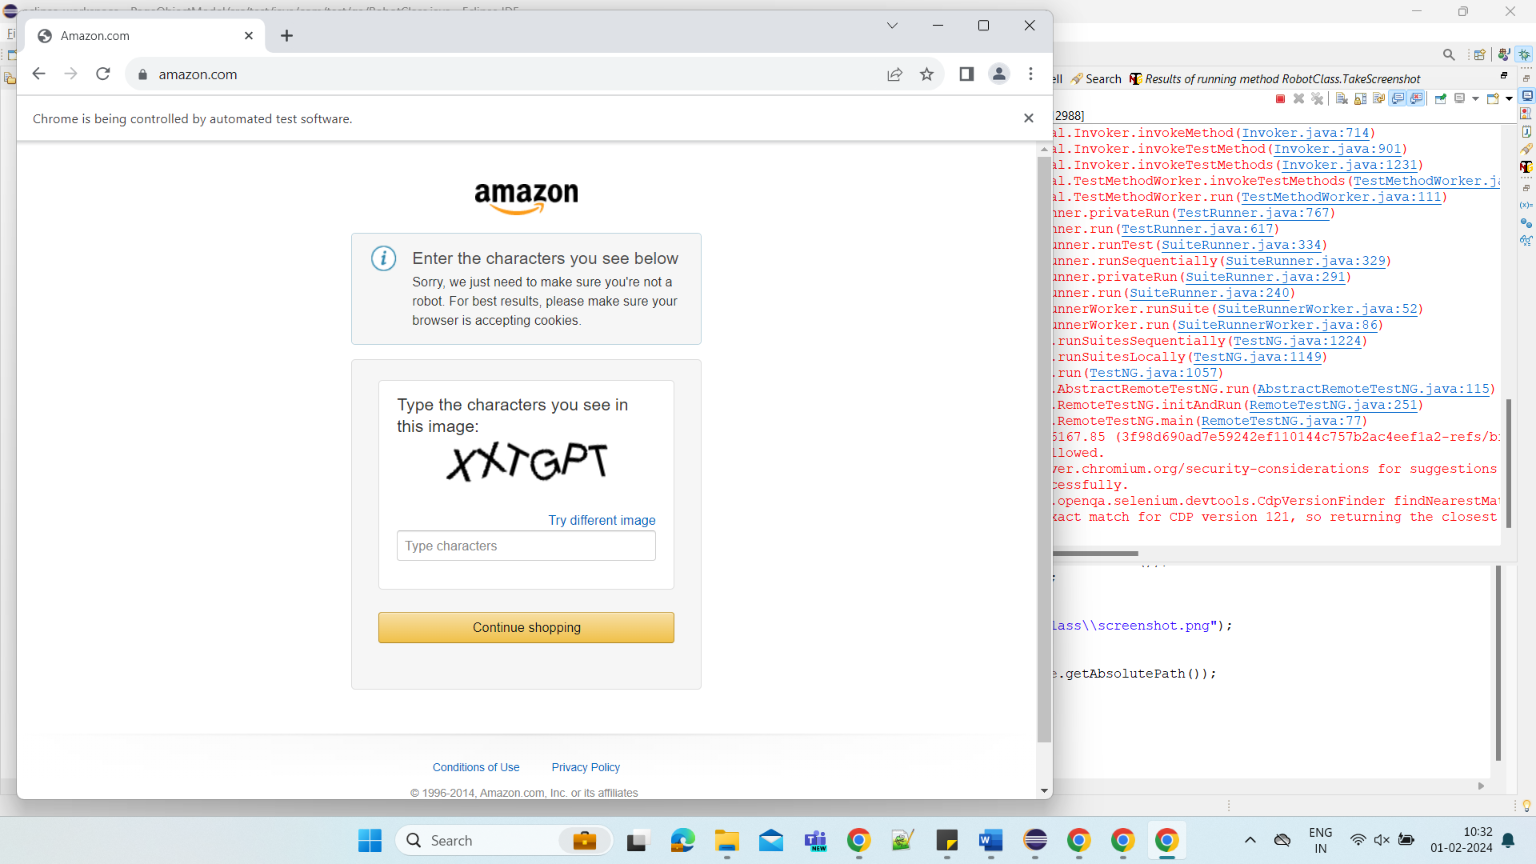 Amazon.com
amazon.com
Chrome is being controlled by automated test software.
amazon
Enter the characters you see below
Sorry, we just need to make sure you're not a
robot. For best results, please make sure your
browser is accepting cookies.
Type the characters you see in
this image:
XXTGPT
Try different image
Type characters
Continue shopping
Conditions of Use Privacy Policy
© 1996-2014, Amazon.com, Inc. or its affiliates
Search Results of running method RobotClass.TakeScreenshot
2988]
al.Invoker.invokeMethod(Invoker.java:714)
al.Invoker.invokeTestMethod(Invoker.java:901)
al.Invoker.invokeTestMethods(Invoker.java:1231)
al.TestMethodWorker.invokeTestMethods(TestMethodWorker.ja
al.TestMethodWorker.run(TestMethodWorker.java:111)
nner.privateRun(TestRunner.java:767)
nner.run(TestRunner.java:617)
unner.runTest(SuiteRunner.java:334)
unner.runSequentially(SuiteRunner.java:329)
unner.privateRun(SuiteRunner.java:291)
unner.run(SuiteRunner.java:240)
unnerWorker.runSuite(SuiteRunnerWorker.java:52)
unnerWorker.run(SuiteRunnerWorker.java:86)
.runSuitesSequentially(TestNG.java:1224)
.runSuitesLocally(TestNG.java:1149)
.run(TestNG.java:1057)
.AbstractRemoteTestNG.run(AbstractRemoteTestNG.java:115)
.RemoteTestNG.initAndRun(RemoteTestNG.java:251)
.RemoteTestNG.main(RemoteTestNG.java:77)
6167.85 (3f98d690ad7e59242ef110144c757b2ac4eef1a2-refs/b
llowed.
ver.chromium.org/security-considerations for suggestions
cessfully.
.openqa.selenium.devtools.CdpVersionFinder findNearestMat
xact match for CDP version 121, so returning the closest
;
lass\\screenshot.png");
e.getAbsolutePath());
Search
NEW
ENG
IN
10:32
01-02-2024